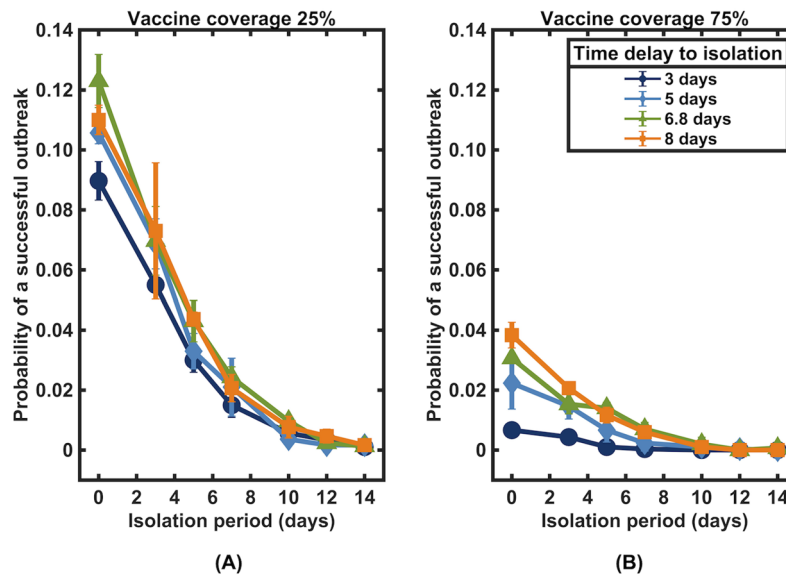 Vaccine coverage 25%
Probability of a successful outbreak
0.14
0.12
0.10
0.08
0.06
0.04
0.02
0
0 2 4 6 8 10 12 14
Isolation period (days)
(A)
Vaccine coverage 75%
Time delay to isolation
3 days
5 days
6.8 days
8 days
Probability of a successful outbreak
0.14
0.12
0.10
0.08
0.06
0.04
0.02
0
0 2 4 6 8 10 12 14
Isolation period (days)
(B)